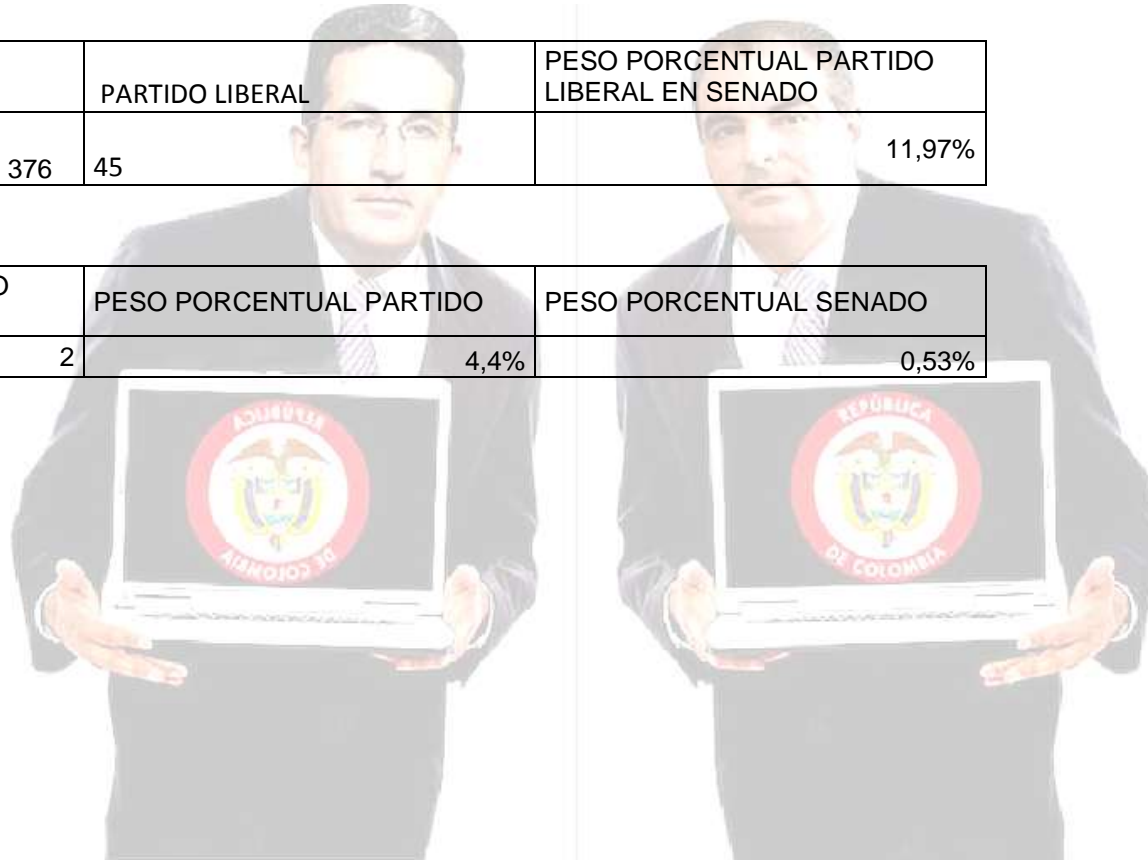 PARTIDO LIBERAL
PESO PORCENTUAL PARTIDO
LIBERAL EN SENADO
376
45
11,97%
O
PESO PORCENTUAL PARTIDO
PESO PORCENTUAL SENADO
2
4,4%
0,53%
REPÚBLICA
DE COLOMBIA
REPÚBLICA
DE COLOMBIA